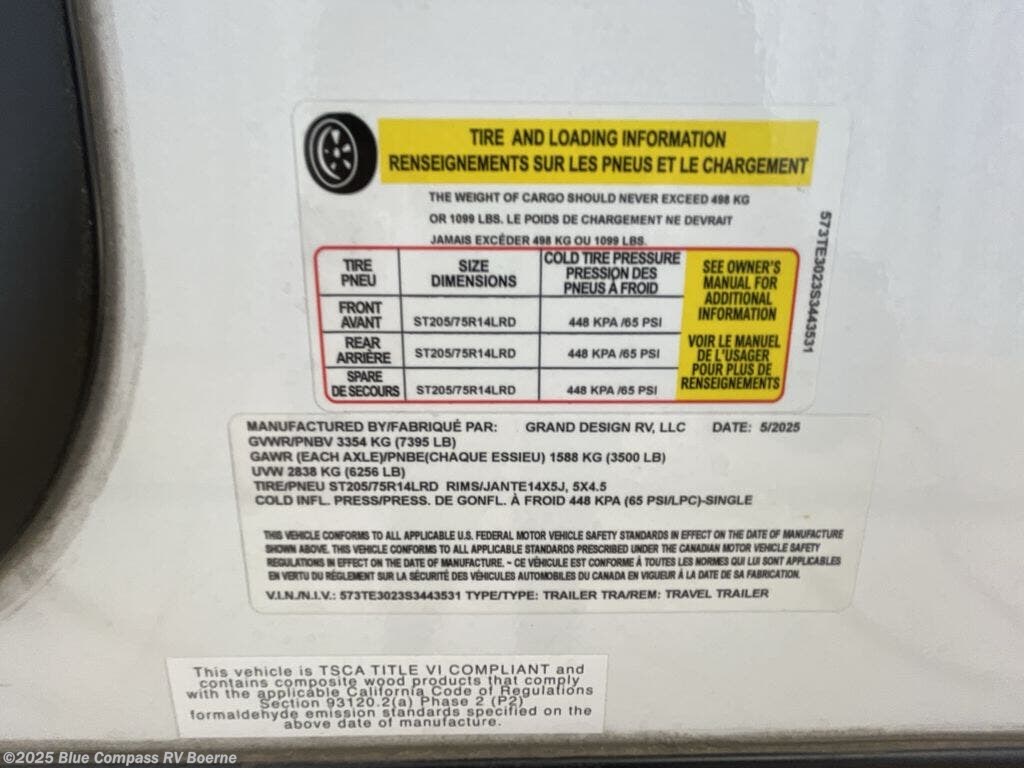 TIRE AND LOADING INFORMATION
RENSEIGNEMENTS SUR LES PNEUS ET LE CHARGEMENT
THE WEIGHT OF CARGO SHOULD NEVER EXCEED 498 KG
OR 1099 LBS. LE POIDS DE CHARGEMENT NE DEVRAIT
JAMAIS EXCÉDER 498 KG OU 1099 LBS.
TIRE
PNEU
SIZE
DIMENSIONS
COLD TIRE PRESSURE
PRESSION DES
PNEUS À FROID
FRONT
AVANT
ST205/75R14LRD
448 KPA /65 PSI
REAR
ARRIÈRE
ST205/75R14LRD
448 KPA /65 PSI
SPARE
DE SECOURS
ST205/75R14LRD
448 KPA /65 PSI
SEE OWNER'S
MANUAL FOR
ADDITIONAL
INFORMATION
VOIR LE MANUEL
DE L'USAGER
POUR PLUS DE
RENSEIGNEMENTS
573TE3023S3443531
MANUFACTURED BY/FABRIQUÉ PAR: GRAND DESIGN RV, LLC DATE: 5/2025
GVWR/PNBV 3354 KG (7395 LB)
GAWR (EACH AXLE)/PNBE(CHAQUE ESSIEU) 1588 KG (3500 LB)
UVW 2838 KG (6256 LB)
TIRE/PNEU ST205/75R14LRD RIMS/JANTE14X5J, 5X4.5
COLD INFL. PRESS/PRESS. DE GONFL. À FROID 448 KPA (65 PSI/LPC)-SINGLE
THIS VEHICLE CONFORMS TO ALL APPLICABLE U.S. FEDERAL MOTOR VEHICLE SAFETY STANDARDS IN EFFECT ON THE DATE OF MANUFACTURE
SHOWN ABOVE. THIS VEHICLE CONFORMS TO ALL APPLICABLE STANDARDS PRESCRIBED UNDER THE CANADIAN MOTOR VEHICLE SAFETY
REGULATIONS IN EFFECT ON THE DATE OF MANUFACTURE. ~ CE VÉHICULE EST CONFORME À TOUTES LES NORMES QUI LUI SONT APPLICABLES
EN VERTU DU RÈGLEMENT SUR LA SÉCURITÉ DES VÉHICULES AUTOMOBILES DU CANADA EN VIGUEUR À LA DATE DE SA FABRICATION.
V.I.N./N.I.V.: 573TE3023S3443531 TYPE/TYPE: TRAILER TRA/REM: TRAVEL TRAILER
This vehicle is TSCA TITLE VI COMPLIANT and
contains composite wood products that comply
with the applicable California Code of Regulations
Section 93120.2(a) Phase 2 (P2)
formaldehyde emission standards specified on the
above date of manufacture.
©2025 Blue Compass RV Boerne